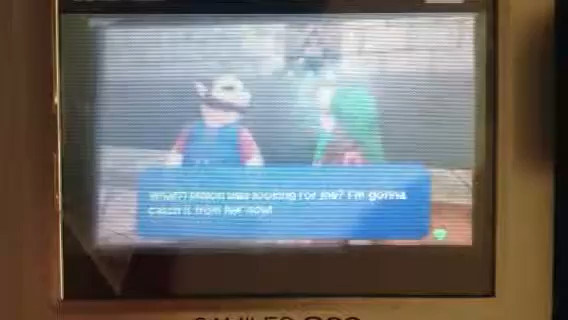 What?! Malon was looking for me? I'm gonna
catch it from her now!